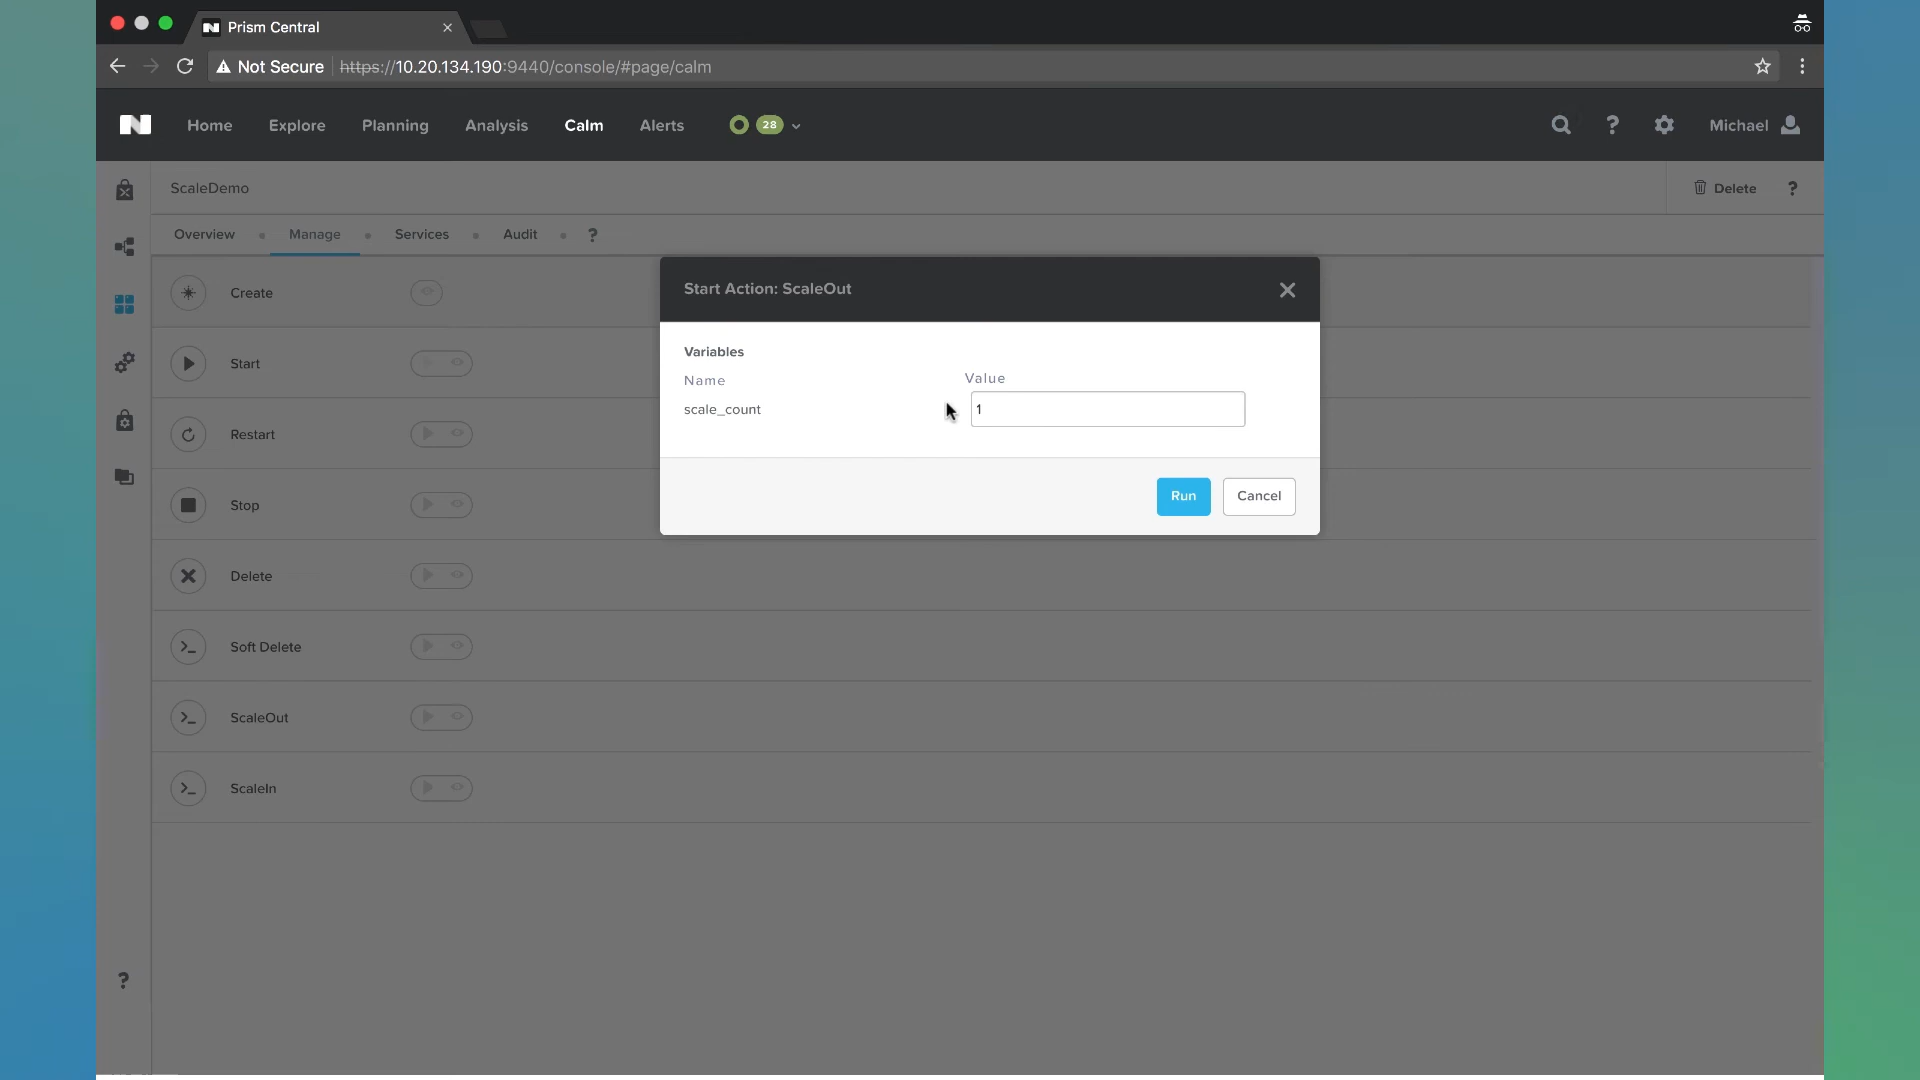 Prism Central
Not Secure https://10.20.134.190:9440/console/#page/calm
Home Explore Planning Analysis Calm Alerts 28 ? Michael
ScaleDemo Delete ?
Overview Manage Services Audit ?
Create
Start
Restart
Stop
Delete
Soft Delete
ScaleOut
ScaleIn
?
Start Action: ScaleOut
Variables
Name Value
scale_count 1
Run Cancel